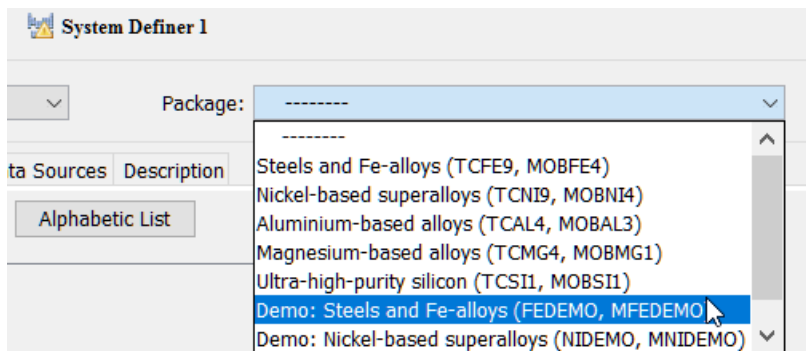 System Definer 1
Package: --------
--------
ta Sources Description
Steels and Fe-alloys (TCFE9, MOBFE4)
Nickel-based superalloys (TCNI9, MOBNI4)
Alphabetic List
Aluminium-based alloys (TCAL4, MOBAL3)
Magnesium-based alloys (TCMG4, MOBMG1)
Ultra-high-purity silicon (TCSI1, MOBSI1)
Demo: Steels and Fe-alloys (FEDEMO, MFEDEMO
Demo: Nickel-based superalloys (NIDEMO, MNIDEMO)